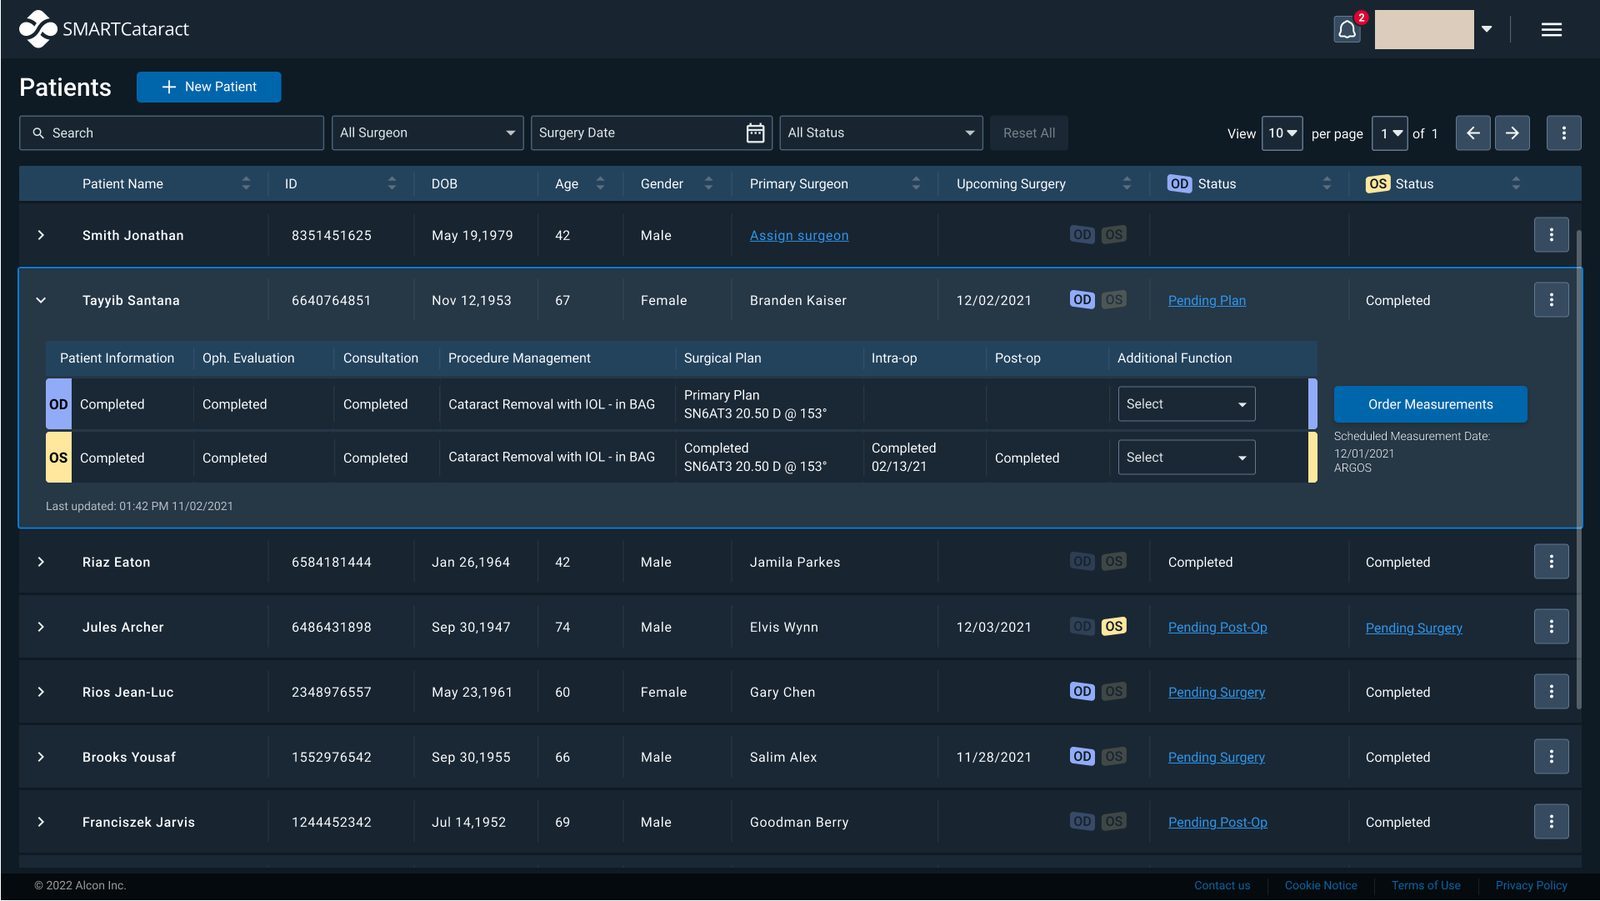 SMARTCataract
2
Patients
+ New Patient
Search
All Surgeon
Surgery Date
All Status
Reset All
View 10 per page 1 of 1
Patient Name ID DOB Age Gender Primary Surgeon Upcoming Surgery OD Status OS Status
Smith Jonathan 8351451625 May 19,1979 42 Male Assign surgeon OD OS
Tayyib Santana 6640764851 Nov 12,1953 67 Female Branden Kaiser 12/02/2021 OD OS Pending Plan Completed
Patient Information Oph. Evaluation Consultation Procedure Management Surgical Plan Intra-op Post-op Additional Function
OD Completed Completed Completed Cataract Removal with IOL - in BAG Primary Plan
SN6AT3 20.50 D @ 153° Select
OS Completed Completed Completed Cataract Removal with IOL - in BAG Completed
SN6AT3 20.50 D @ 153° Completed
02/13/21 Completed Select
Order Measurements
Scheduled Measurement Date:
12/01/2021
ARGOS
Last updated: 01:42 PM 11/02/2021
Riaz Eaton 6584181444 Jan 26,1964 42 Male Jamila Parkes OD OS Completed Completed
Jules Archer 6486431898 Sep 30,1947 74 Male Elvis Wynn 12/03/2021 OD OS Pending Post-Op Pending Surgery
Rios Jean-Luc 2348976557 May 23,1961 60 Female Gary Chen OD OS Pending Surgery Completed
Brooks Yousaf 1552976542 Sep 30,1955 66 Male Salim Alex 11/28/2021 OD OS Pending Surgery Completed
Franciszek Jarvis 1244452342 Jul 14,1952 69 Male Goodman Berry OD OS Pending Post-Op Completed
© 2022 Alcon Inc.
Contact us Cookie Notice Terms of Use Privacy Policy